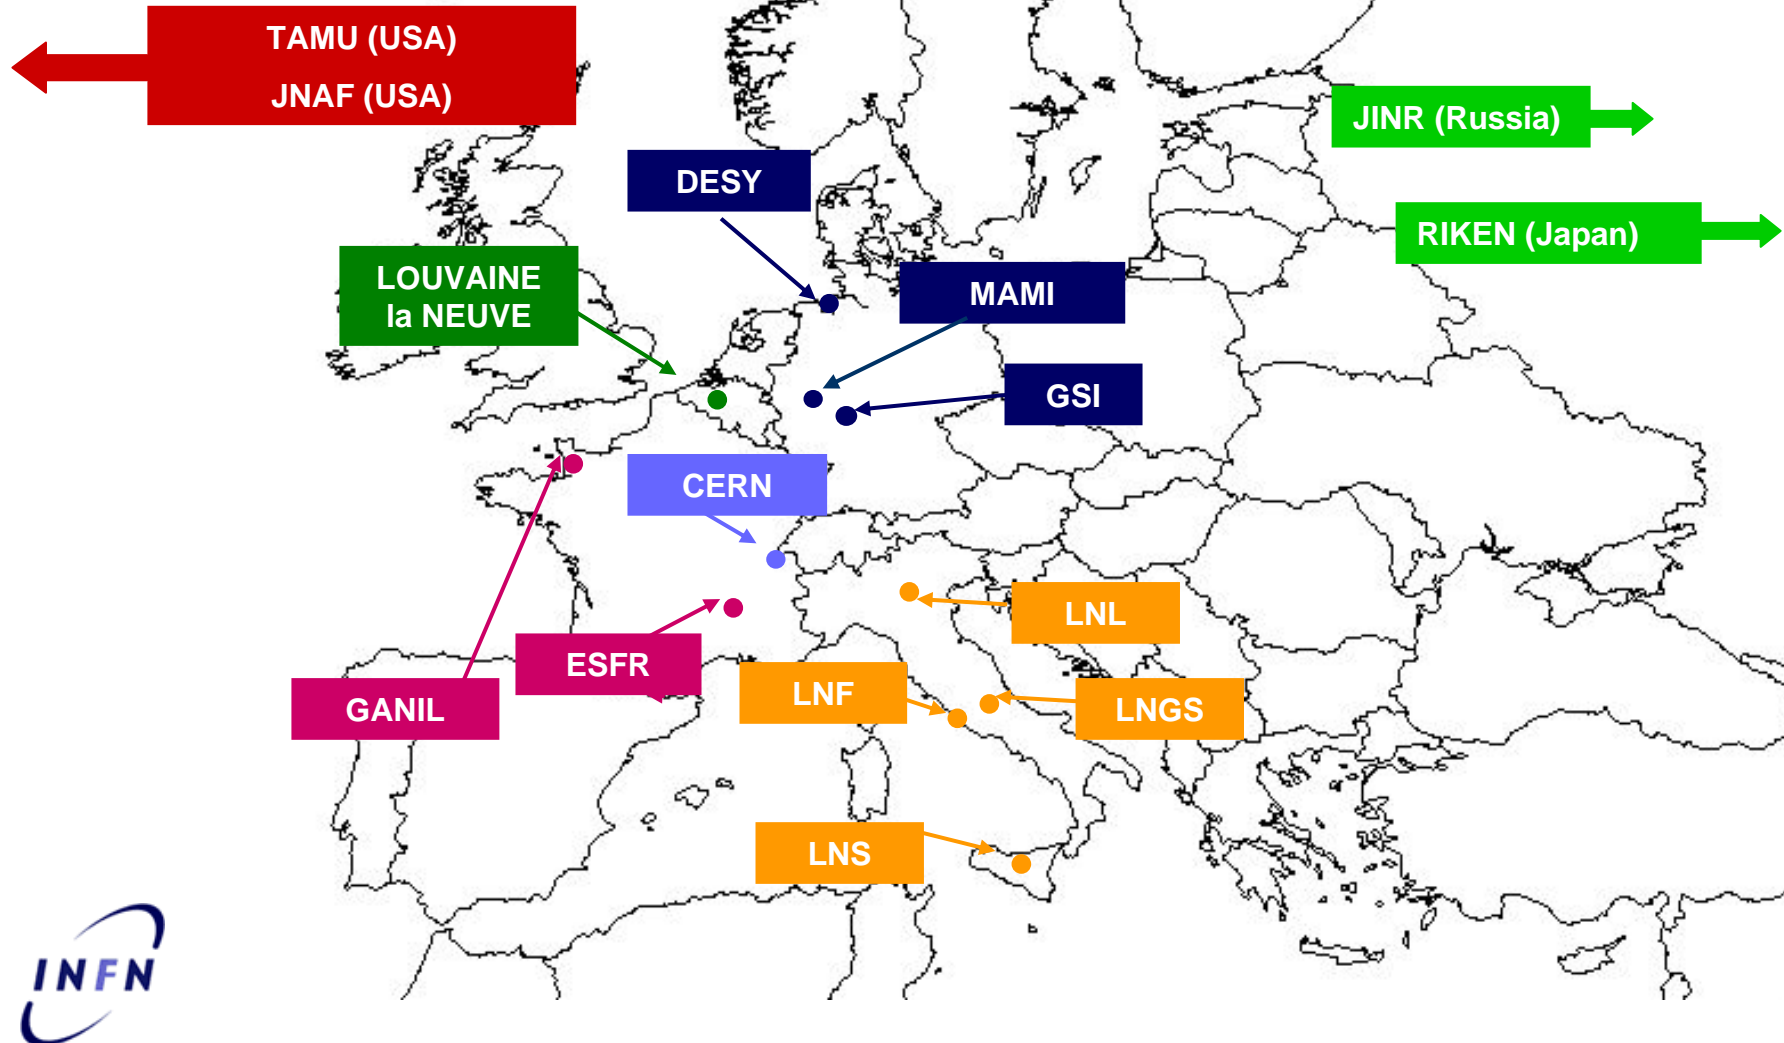 TAMU (USA)
JNAF (USA)
JINR (Russia)
DESY
RIKEN (Japan)
LOUVAINE
la NEUVE
MAMI
GSI
CERN
LNL
ESFR
LNF
GANIL
LNGS
LNS
INFN